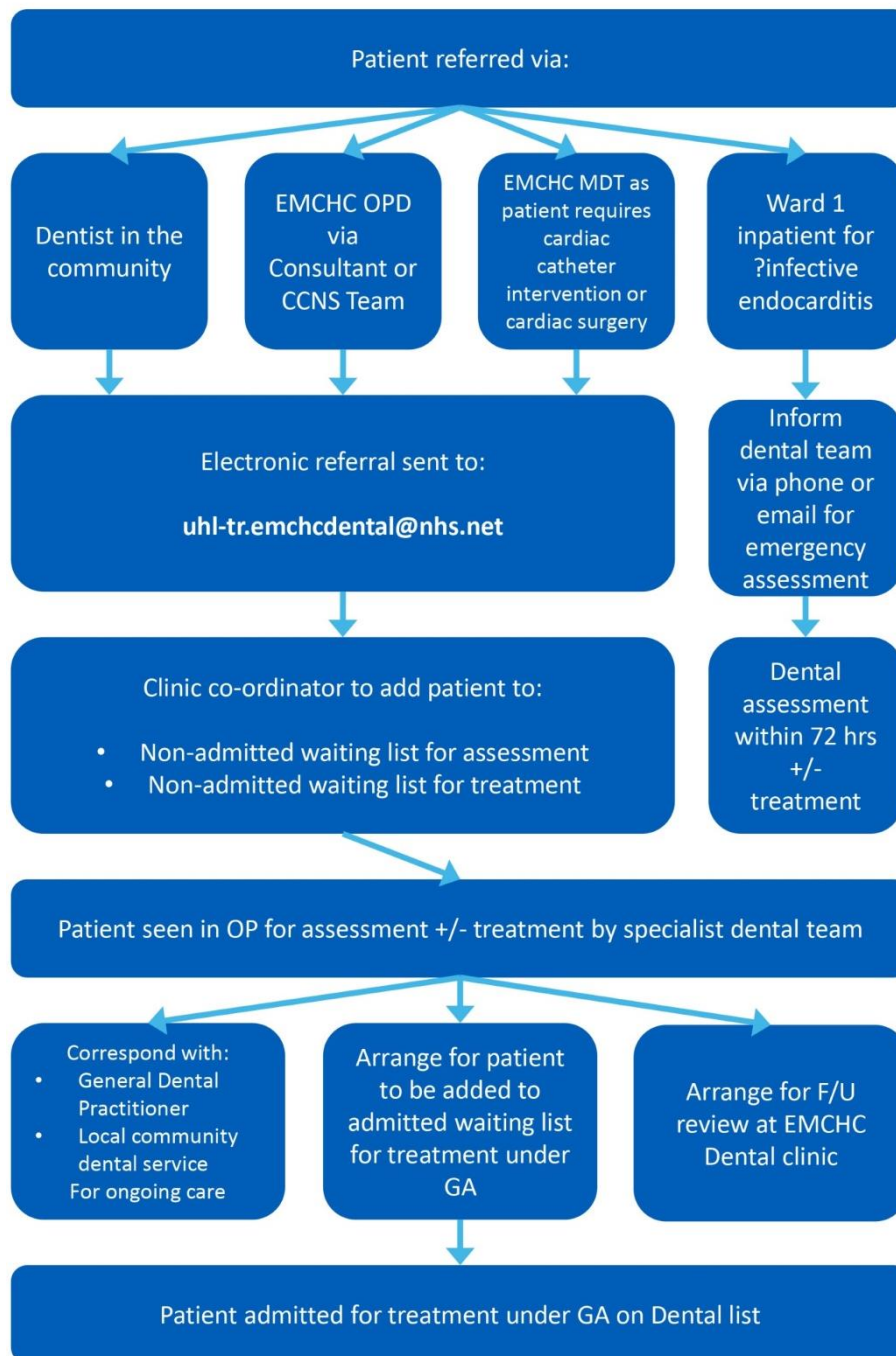 Patient referred via:
Dentist in the
community
EMCHC OPD
via
Consultant or
CCNS Team
EMCHC MDT as
patient requires
cardiac
catheter
intervention or
cardiac surgery
Ward 1
inpatient for
?infective
endocarditis
Electronic referral sent to:
uhl-tr.emchcdental@nhs.net
Inform
dental team
via phone or
email for
emergency
assessment
Clinic co-ordinator to add patient to:
• Non-admitted waiting list for assessment
• Non-admitted waiting list for treatment
Dental
assessment
within 72 hrs
+/-
treatment
Patient seen in OP for assessment +/- treatment by specialist dental team
Correspond with:
• General Dental
Practitioner
• Local community
dental service
For ongoing care
Arrange for patient
to be added to
admitted waiting list
for treatment under
GA
Arrange for F/U
review at EMCHC
Dental clinic
Patient admitted for treatment under GA on Dental list